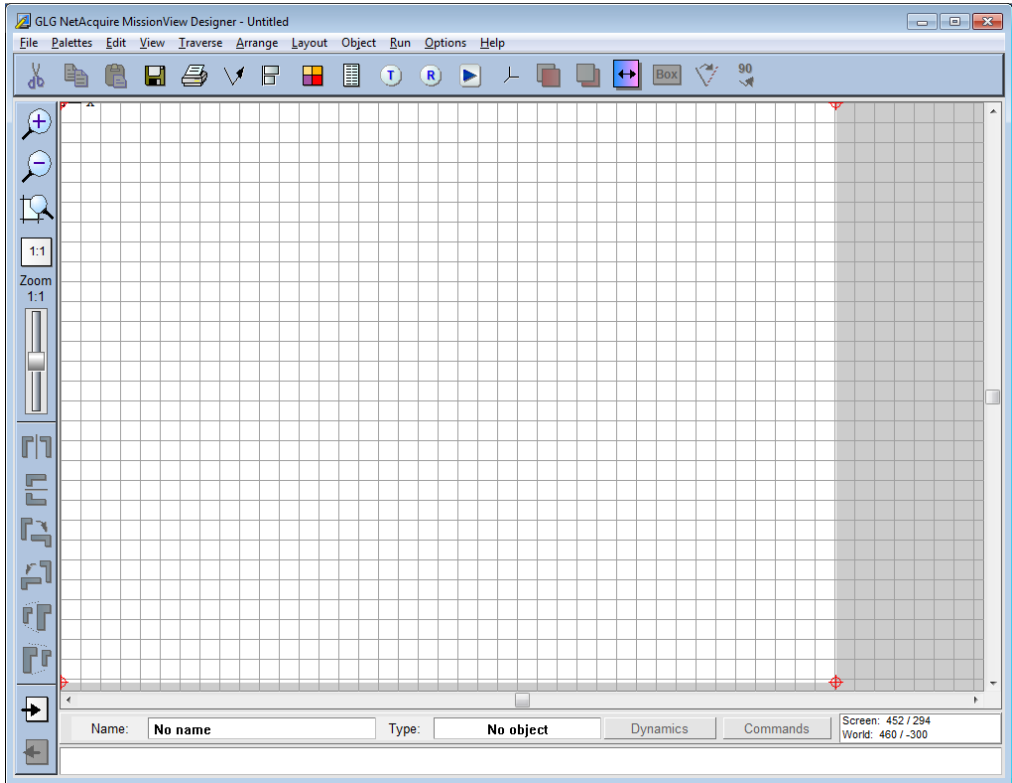 GLG NetAcquire MissionView Designer - Untitled
File Palettes Edit View Traverse Arrange Layout Object Run Options Help
T R Box 90
X
1:1
Zoom
1:1
Name: No name Type: No object Dynamics Commands
Screen: 452 / 294
World: 460 / -300